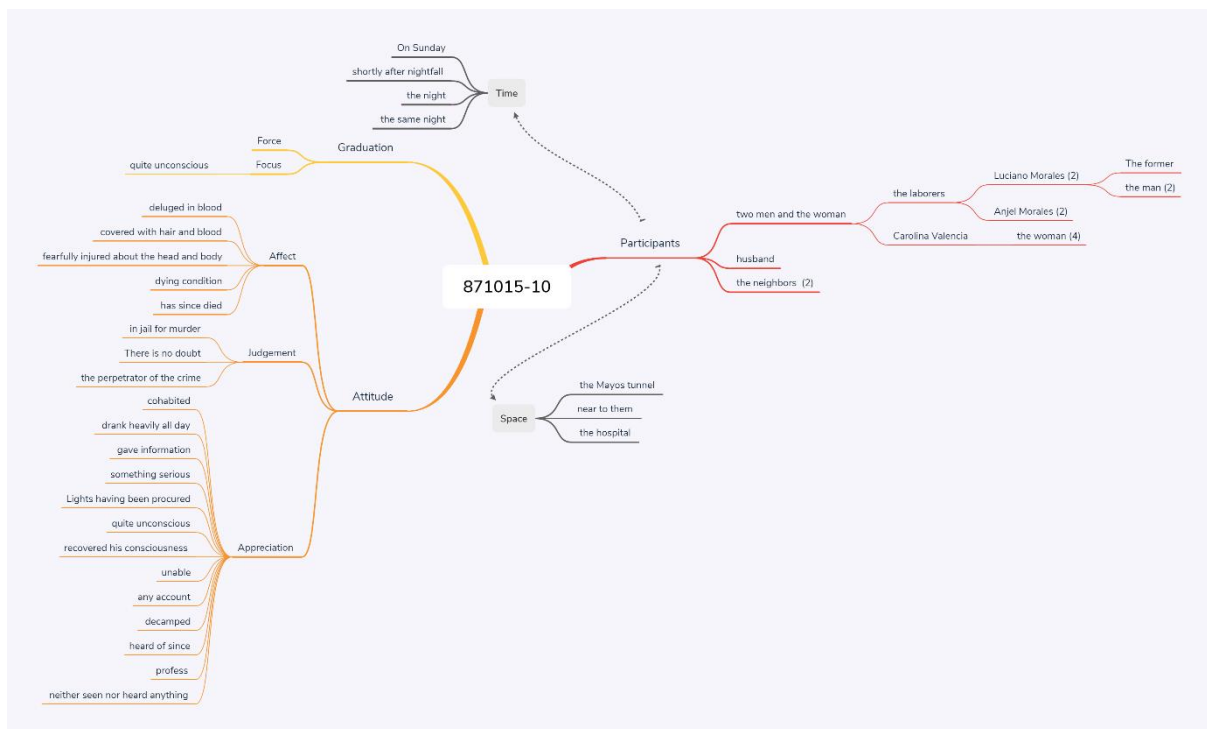 On Sunday
shortly after nightfall
the night
the same night
Time
Force
Graduation
quite unconscious
Focus
deluged in blood
covered with hair and blood
fearfully injured about the head and body
Affect
dying condition
has since died
in jail for murder
There is no doubt
Judgement
the perpetrator of the crime
Attitude
cohabited
drank heavily all day
gave information
something serious
Lights having been procured
quite unconscious
recovered his consciousness
Appreciation
unable
any account
decamped
heard of since
profess
neither seen nor heard anything
871015-10
Participants
two men and the woman
the laborers
Luciano Morales (2)
The former
the man (2)
Anjel Morales (2)
Carolina Valencia
the woman (4)
husband
the neighbors (2)
Space
the Mayos tunnel
near to them
the hospital